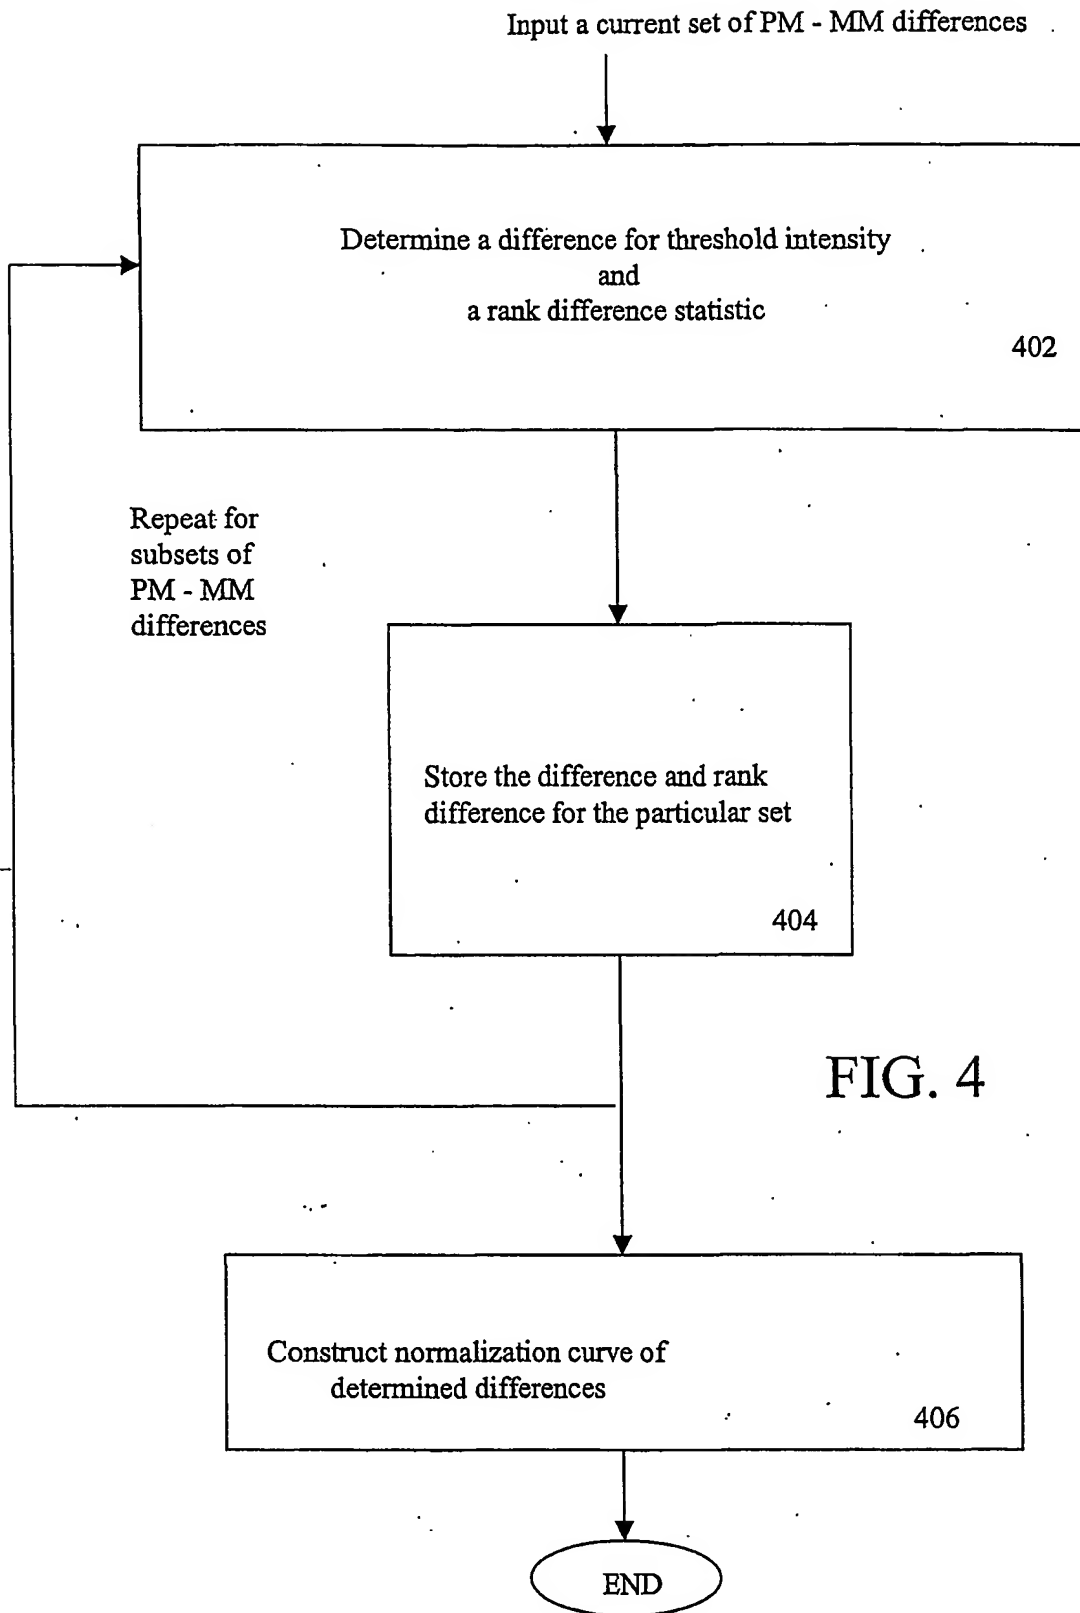 Input a current set of PM - MM differences
Determine a difference for threshold intensity
and
a rank difference statistic
402
Repeat for
subsets of
PM - MM
differences
Store the difference and rank
difference for the particular set
404
FIG. 4
Construct normalization curve of
determined differences
406
END